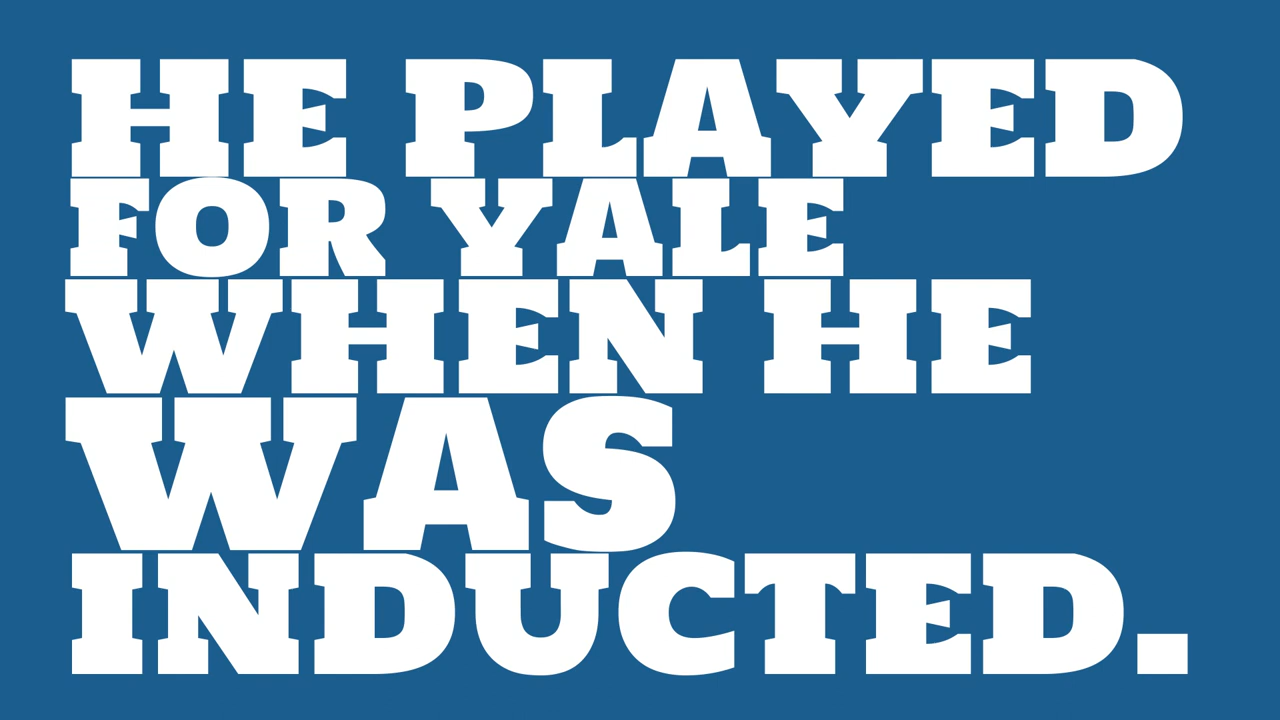 HE PLAYED
FOR YALE
WHEN HE
WAS
INDUCTED.